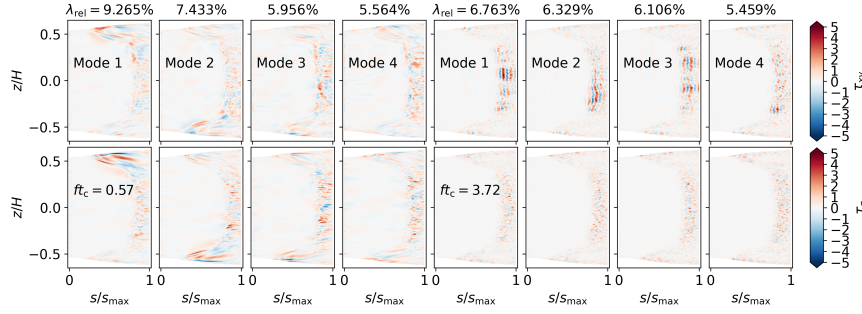 λrel = 9.265% 7.433% 5.956% 5.564% λrel = 6.763% 6.329% 6.106% 5.459%
z/H 0.5 0.0 −0.5
Mode 1 Mode 2 Mode 3 Mode 4 Mode 1 Mode 2 Mode 3 Mode 4
5 4 3 2 1 0 −1 −2 −3 −4 −5
z/H 0.5 0.0 −0.5
ftc = 0.57 ftc = 3.72
5 4 3 2 1 0 −1 −2 −3 −4 −5
0 1 0 1 0 1 0 1 0 1 0 1 0 1 0 1
s/smax s/smax s/smax s/smax s/smax s/smax s/smax s/smax